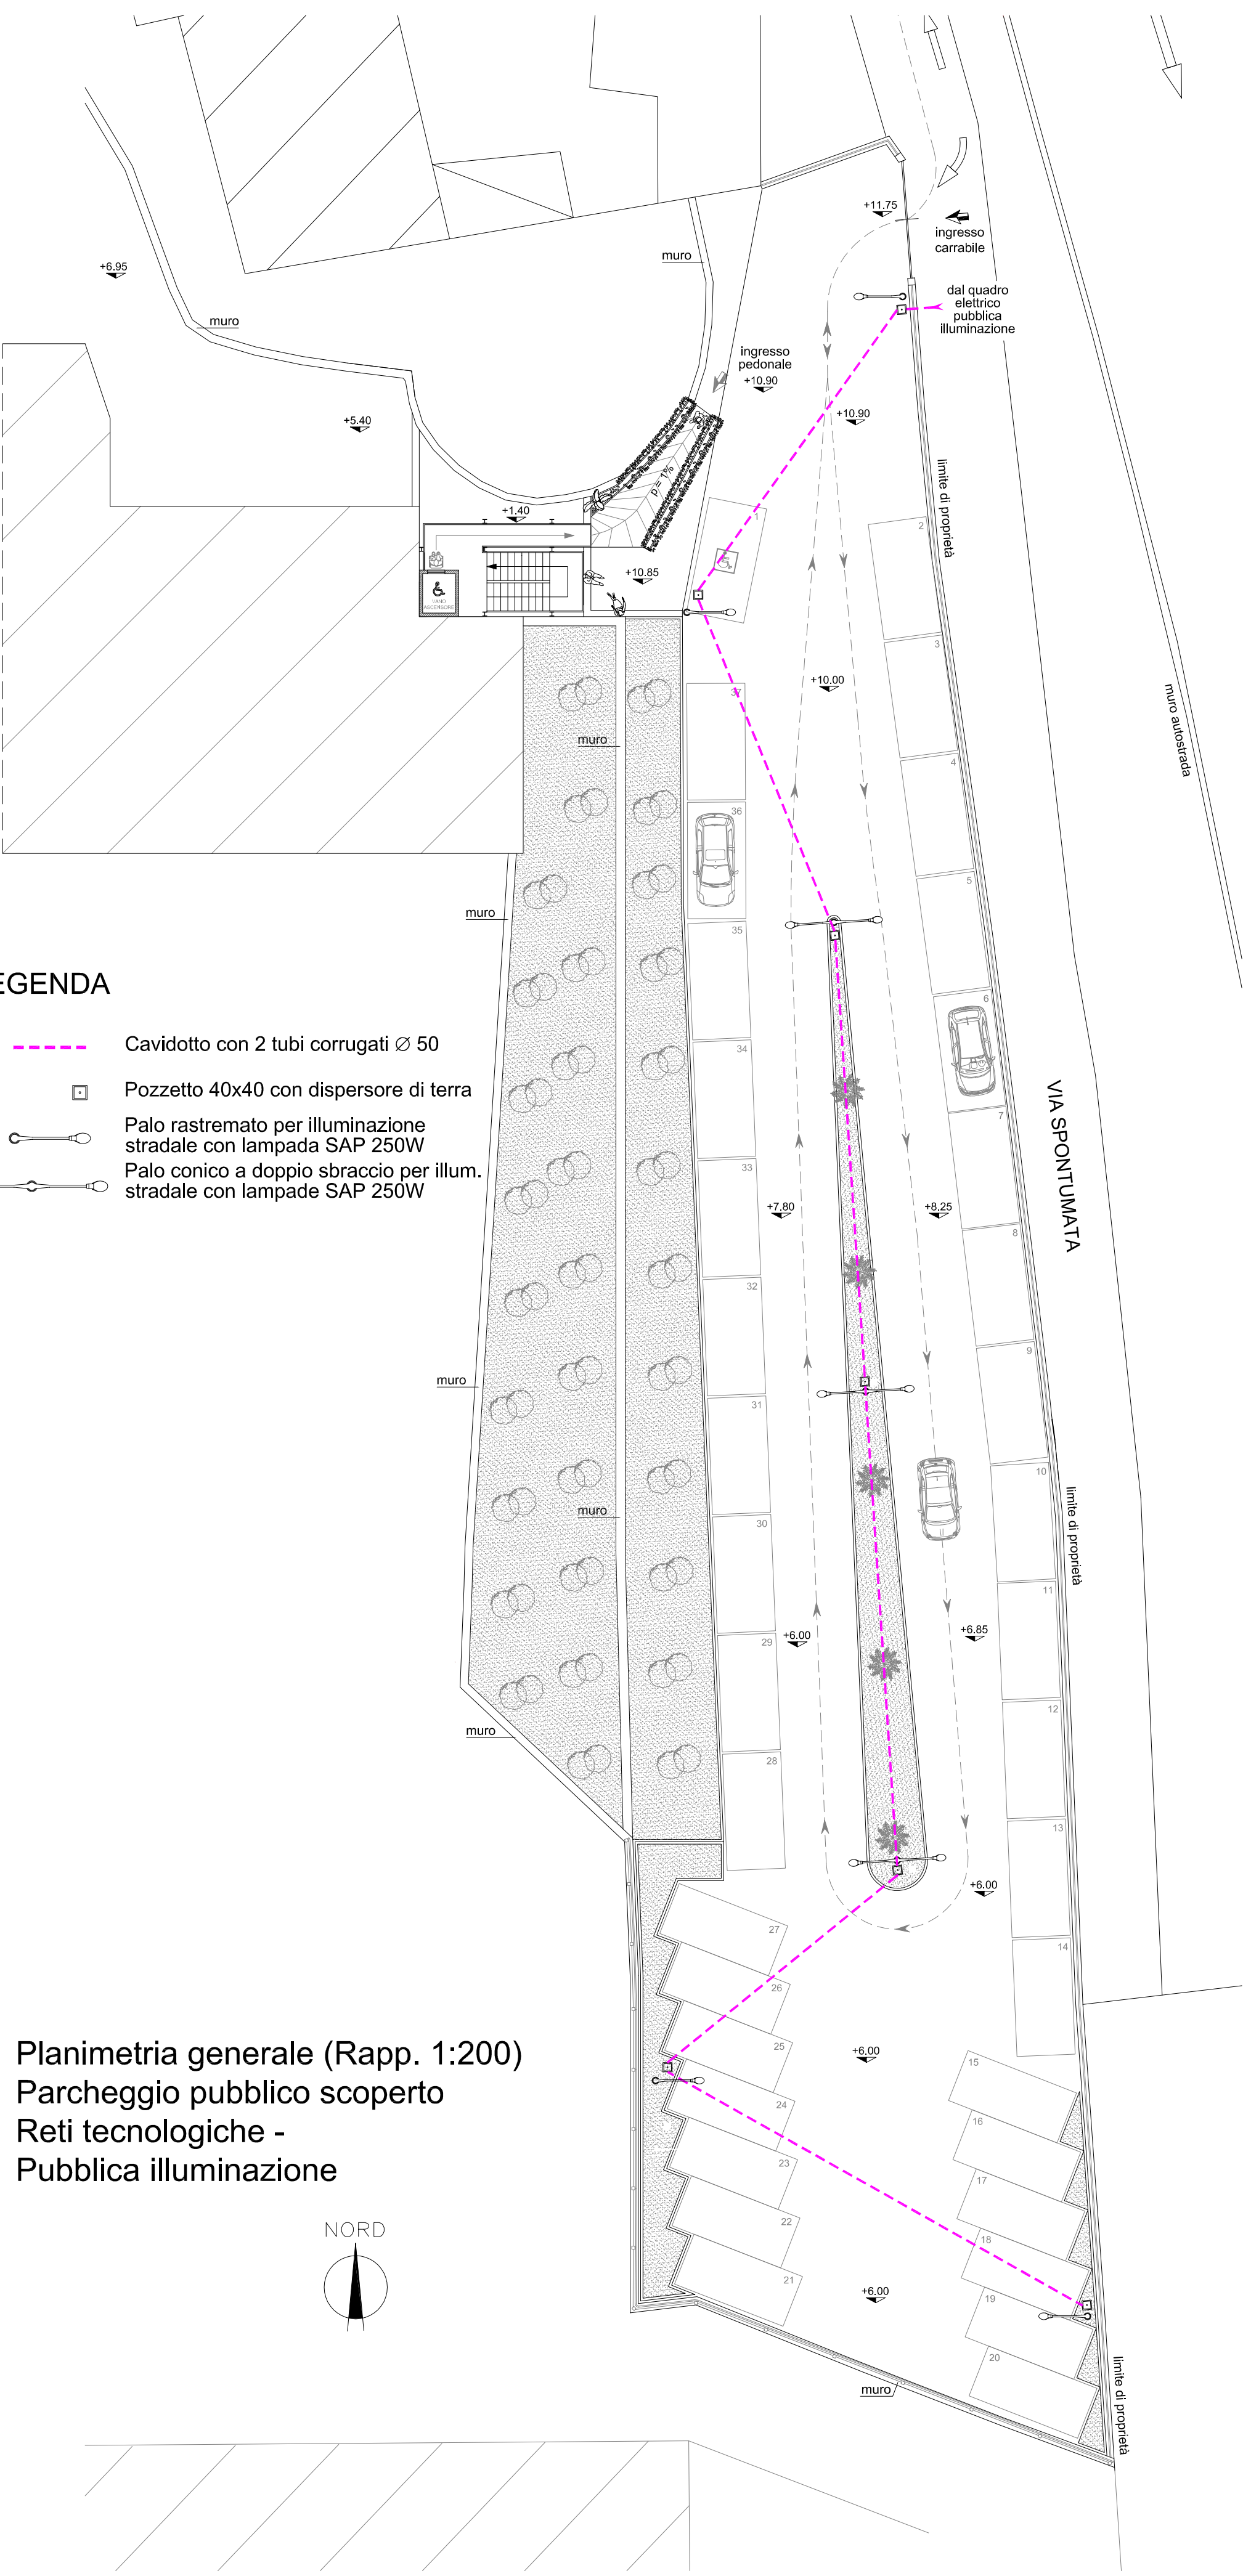 +11.75
ingresso
carrabile
muro
+6.95
dal quadro
elettrico
pubblica
illuminazione
muro
ingresso
pedonale
+10.90
+10.90
+5.40
limite di proprietà
p = 1%
+1.40
1
2
+10.85
VANO
ASCENSORE
3
+10.00
37
muro autostrada
muro
4
36
5
muro
35
6
EGENDA
Cavidotto con 2 tubi corrugati ∅ 50
34
Pozzetto 40x40 con dispersore di terra
7
VIA SPONTUMATA
Palo rastremato per illuminazione
stradale con lampada SAP 250W
Palo conico a doppio sbraccio per illum.
stradale con lampade SAP 250W
33
+7.80
+8.25
8
32
9
muro
31
10
limite di proprietà
muro
30
11
+6.00
+6.85
29
12
muro
28
13
+6.00
27
14
26
25
+6.00
15
Planimetria generale (Rapp. 1:200)
Parcheggio pubblico scoperto
Reti tecnologiche -
Pubblica illuminazione
24
16
23
17
22
18
NORD
21
+6.00
19
20
muro
limite di proprietà